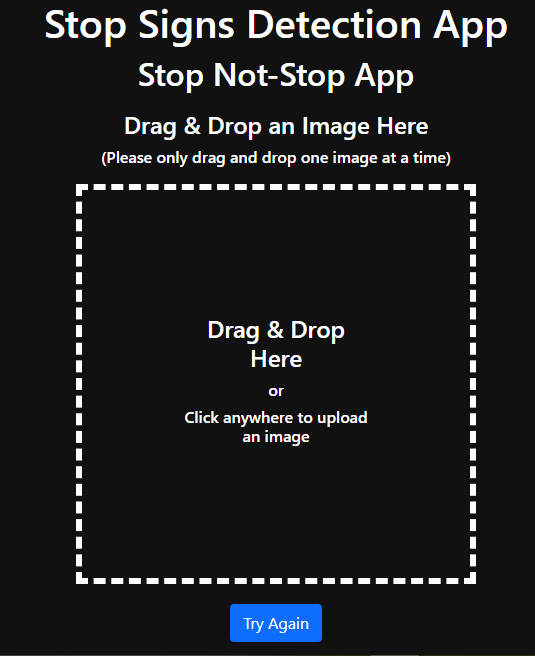 Stop Signs Detection App
Stop Not-Stop App
Drag & Drop an Image Here
(Please only drag and drop one image at a time)
Drag & Drop
Here
or
Click anywhere to upload
an image
Try Again